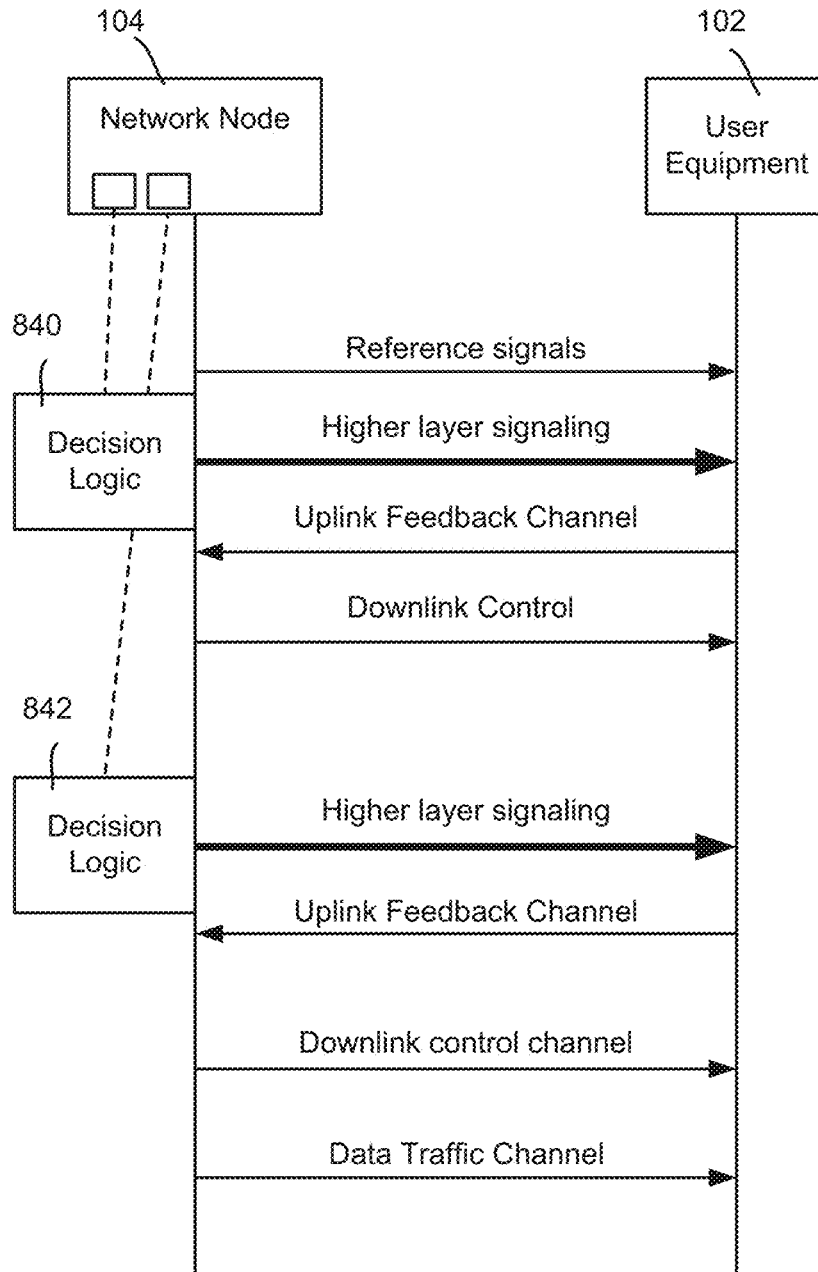 104
102
Network Node
User
Equipment
840
Reference signals
Decision
Logic
Higher layer signaling
Uplink Feedback Channel
Downlink Control
842
Decision
Logic
Higher layer signaling
Uplink Feedback Channel
Downlink control channel
Data Traffic Channel